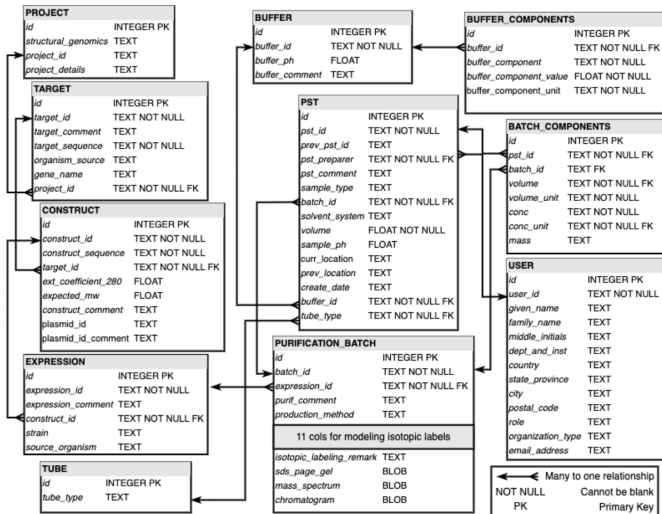 PROJECT
id INTEGER PK
structural_genomics TEXT
project_id TEXT
project_details TEXT
TARGET
id INTEGER PK
target_id TEXT NOT NULL
target_comment TEXT
target_sequence TEXT NOT NULL
organism_source TEXT
gene_name TEXT
project_id TEXT NOT NULL FK
CONSTRUCT
id INTEGER PK
construct_id TEXT NOT NULL
construct_sequence TEXT NOT NULL
target_id TEXT NOT NULL FK
ext_coefficient_280 FLOAT
expected_mw FLOAT
construct_comment TEXT
plasmid_id TEXT
plasmid_id_comment TEXT
EXPRESSION
id INTEGER PK
expression_id TEXT NOT NULL
expression_comment TEXT
construct_id TEXT NOT NULL FK
strain TEXT
source_organism TEXT
TUBE
id INTEGER PK
tube_type TEXT
BUFFER
id INTEGER PK
buffer_id TEXT NOT NULL
buffer_ph FLOAT
buffer_comment TEXT
PST
id INTEGER PK
pst_id TEXT NOT NULL
prev_pst_id TEXT
pst_preparer TEXT NOT NULL FK
pst_comment TEXT
sample_type TEXT
batch_id TEXT NOT NULL FK
solvent_system TEXT
volume FLOAT NOT NULL
sample_ph FLOAT
curr_location TEXT
prev_location TEXT
create_date TEXT
buffer_id TEXT NOT NULL FK
tube_type TEXT NOT NULL FK
PURIFICATION_BATCH
id INTEGER PK
batch_id TEXT NOT NULL
expression_id TEXT NOT NULL FK
purif_comment TEXT
production_method TEXT
11 cols for modeling isotopic labels
isotopic_labeling_remark TEXT
sds_page_gel BLOB
mass_spectrum BLOB
chromatogram BLOB
BUFFER_COMPONENTS
id INTEGER PK
buffer_id TEXT NOT NULL FK
buffer_component TEXT NOT NULL
buffer_component_value FLOAT NOT NULL
buffer_component_unit TEXT NOT NULL
BATCH_COMPONENTS
id INTEGER PK
pst_id TEXT NOT NULL FK
batch_id TEXT FK
volume TEXT NOT NULL FK
volume_unit TEXT NOT NULL
conc TEXT NOT NULL
conc_unit TEXT NOT NULL FK
mass TEXT
USER
id INTEGER PK
user_id TEXT NOT NULL
given_name TEXT
family_name TEXT
middle_initials TEXT
dept_and_inst TEXT
country TEXT
state_province TEXT
city TEXT
postal_code TEXT
role TEXT
organization_type TEXT
email_address TEXT
Many to one relationship
NOT NULL Cannot be blank
PK Primary Key